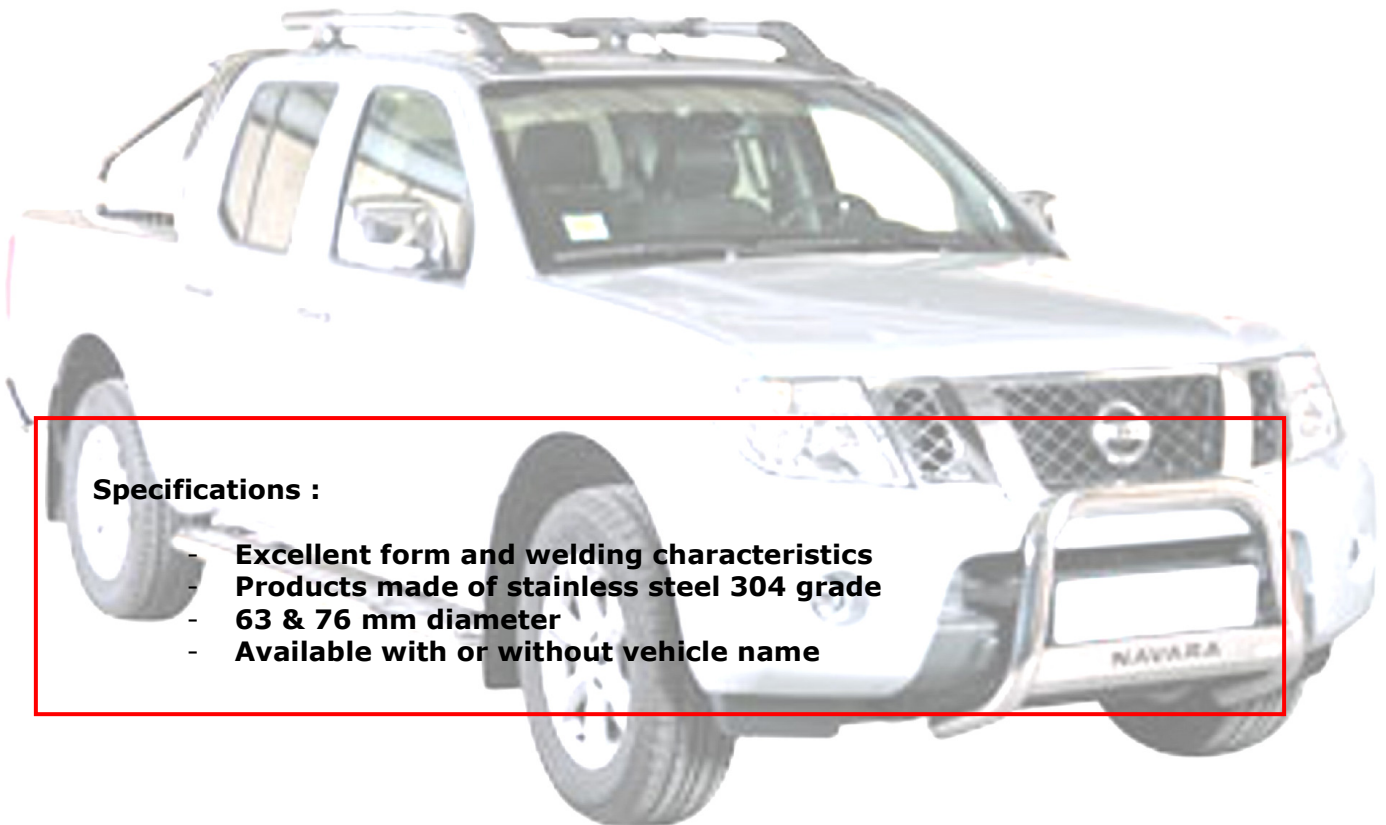 Specifications :
- Excellent form and welding characteristics
- Products made of stainless steel 304 grade
- 63 & 76 mm diameter
- Available with or without vehicle name
NAVARA